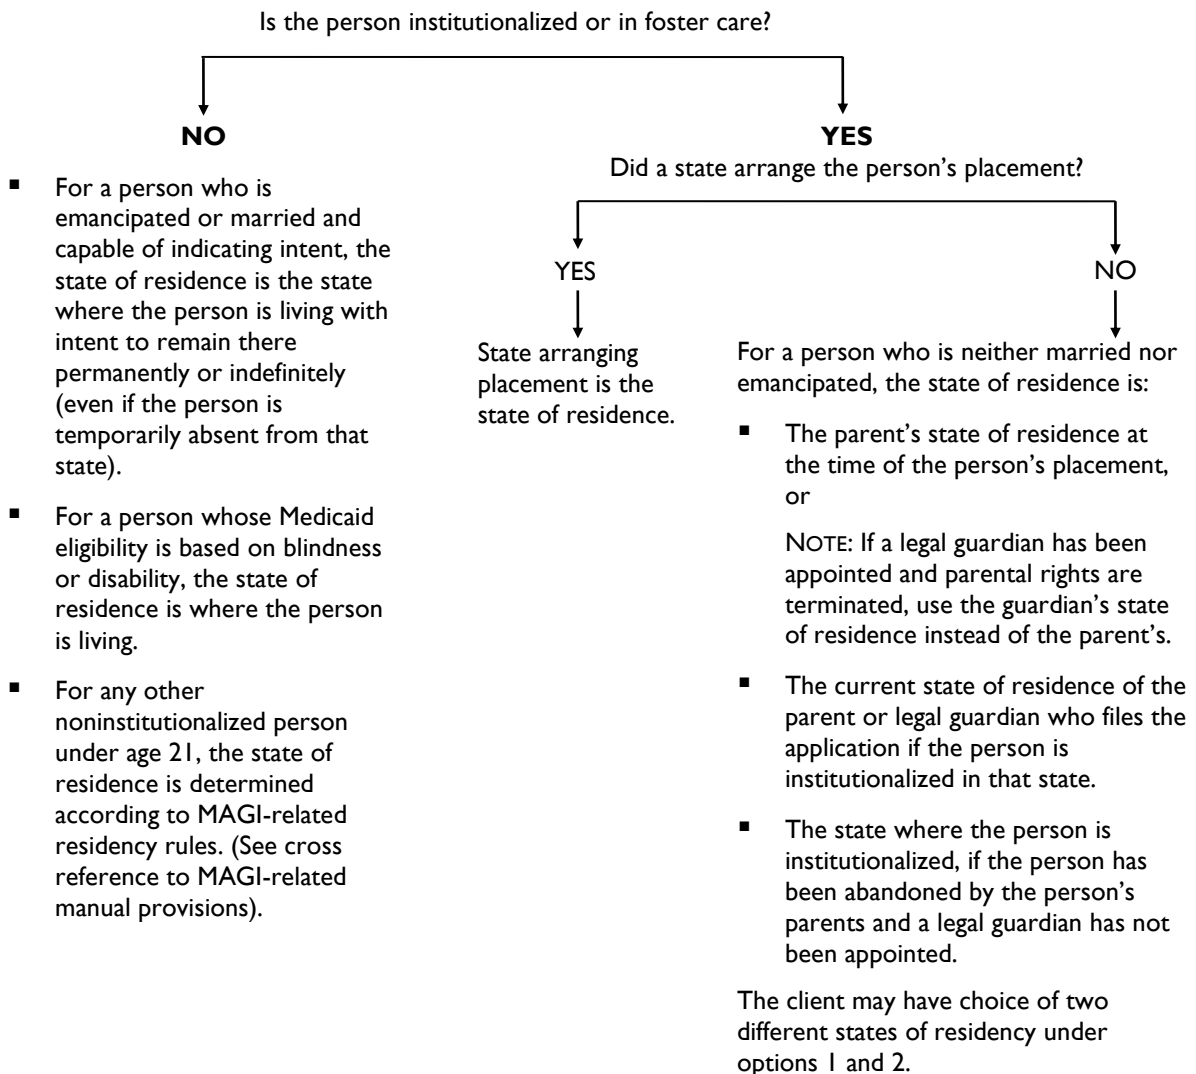 Is the person institutionalized or in foster care?
NO
■ For a person who is
emancipated or married and
capable of indicating intent, the
state of residence is the state
where the person is living with
intent to remain there
permanently or indefinitely
(even if the person is
temporarily absent from that
state).
■ For a person whose Medicaid
eligibility is based on blindness
or disability, the state of
residence is where the person
is living.
■ For any other
noninstitutionalized person
under age 21, the state of
residence is determined
according to MAGI-related
residency rules. (See cross
reference to MAGI-related
manual provisions).
YES
Did a state arrange the person’s placement?
YES
State arranging
placement is the
state of residence.
NO
For a person who is neither married nor
emancipated, the state of residence is:
■ The parent’s state of residence at
the time of the person’s placement,
or
NOTE: If a legal guardian has been
appointed and parental rights are
terminated, use the guardian’s state
of residence instead of the parent’s.
■ The current state of residence of the
parent or legal guardian who files the
application if the person is
institutionalized in that state.
■ The state where the person is
institutionalized, if the person has
been abandoned by the person’s
parents and a legal guardian has not
been appointed.
The client may have choice of two
different states of residency under
options 1 and 2.